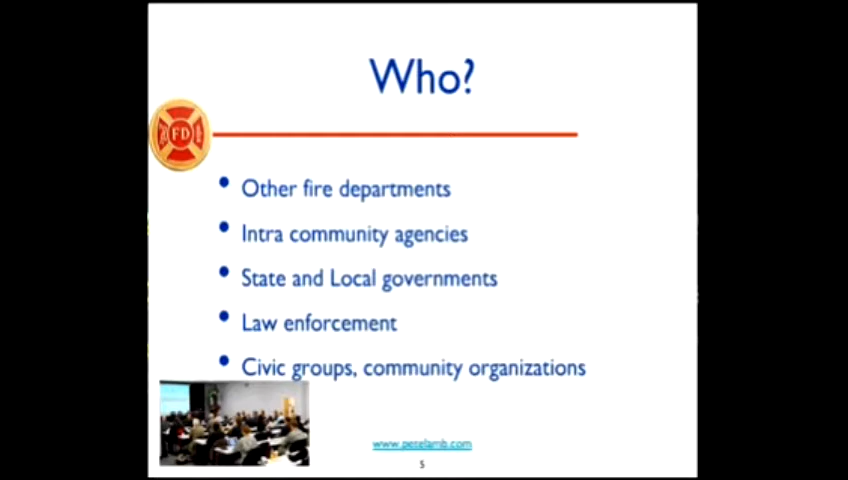 Who?
FD
• Other fire departments
• Intra community agencies
• State and Local governments
• Law enforcement
• Civic groups, community organizations
www.petelamb.com
5